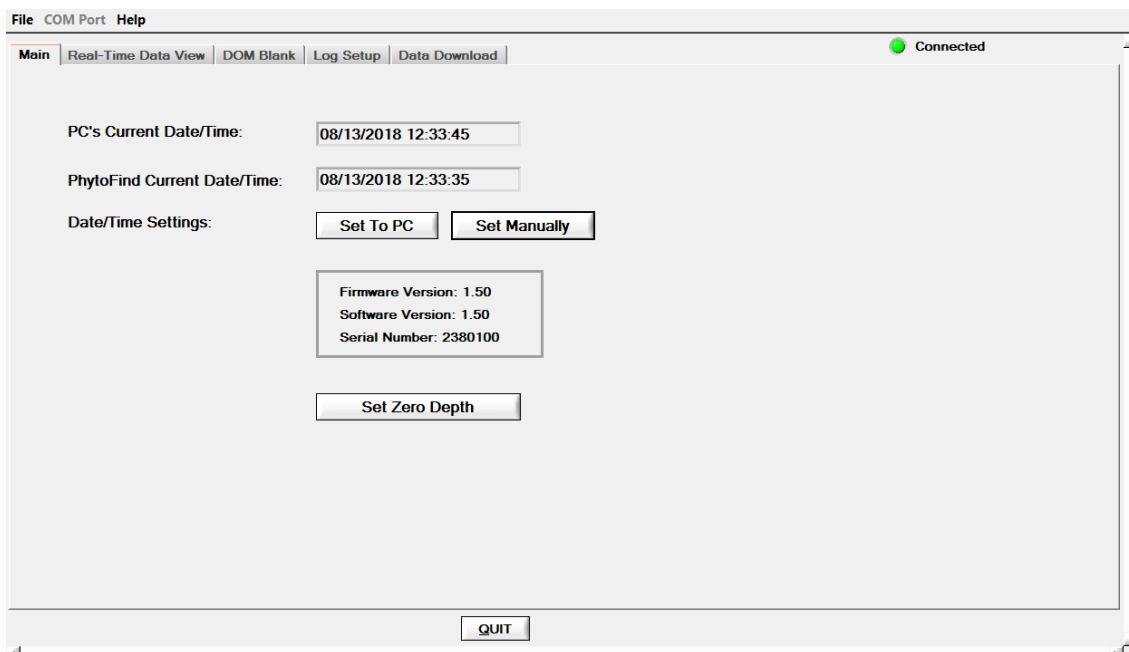 File COM Port Help
Main Real-Time Data View DOM Blank Log Setup Data Download
Connected
PC's Current Date/Time: 08/13/2018 12:33:45
PhytoFind Current Date/Time: 08/13/2018 12:33:35
Date/Time Settings: Set To PC Set Manually
Firmware Version: 1.50
Software Version: 1.50
Serial Number: 2380100
Set Zero Depth
QUIT